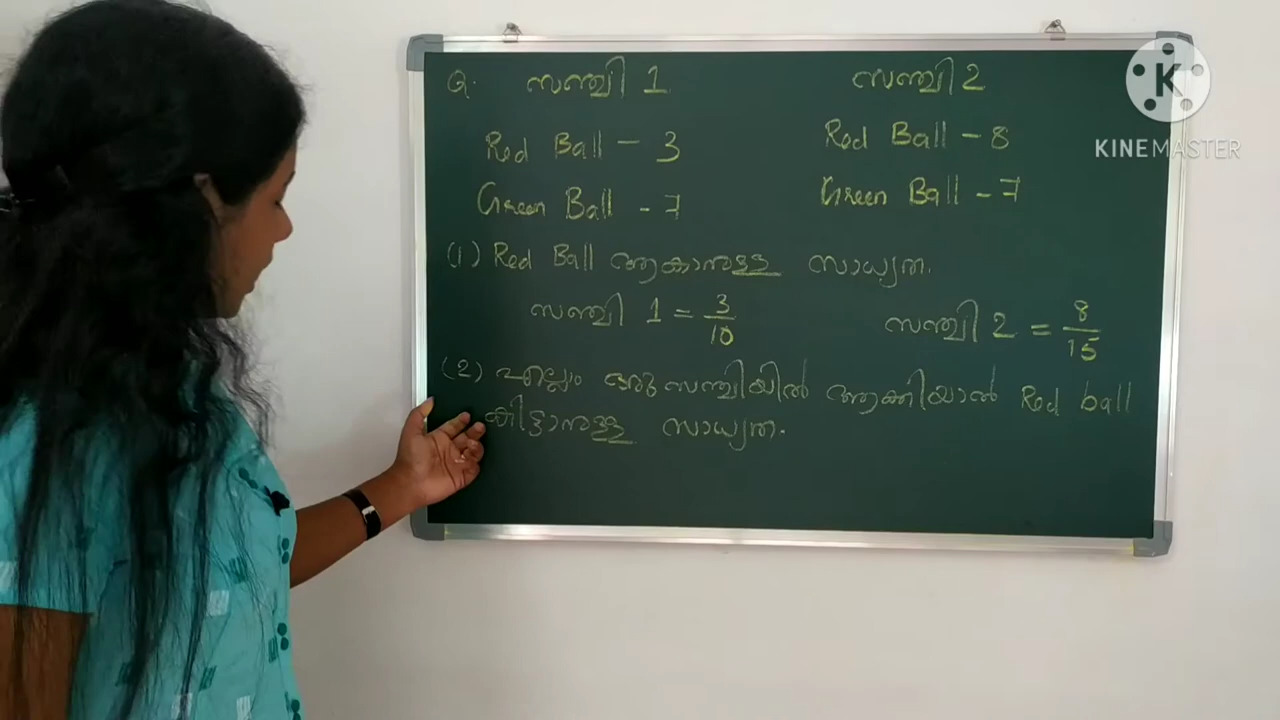 Q. സഞ്ചി 1 സഞ്ചി 2
Red Ball - 3 Red Ball - 8
Green Ball - 7 Green Ball - 7
(1) Red Ball ആകാനുള്ള സാധ്യത.
സഞ്ചി 1 = 3/10 സഞ്ചി 2 = 8/15
(2) എല്ലാം ഒരു സഞ്ചിയിൽ ആക്കിയാൽ Red ball
കിട്ടാനുള്ള സാധ്യത.
K
KINEMASTER